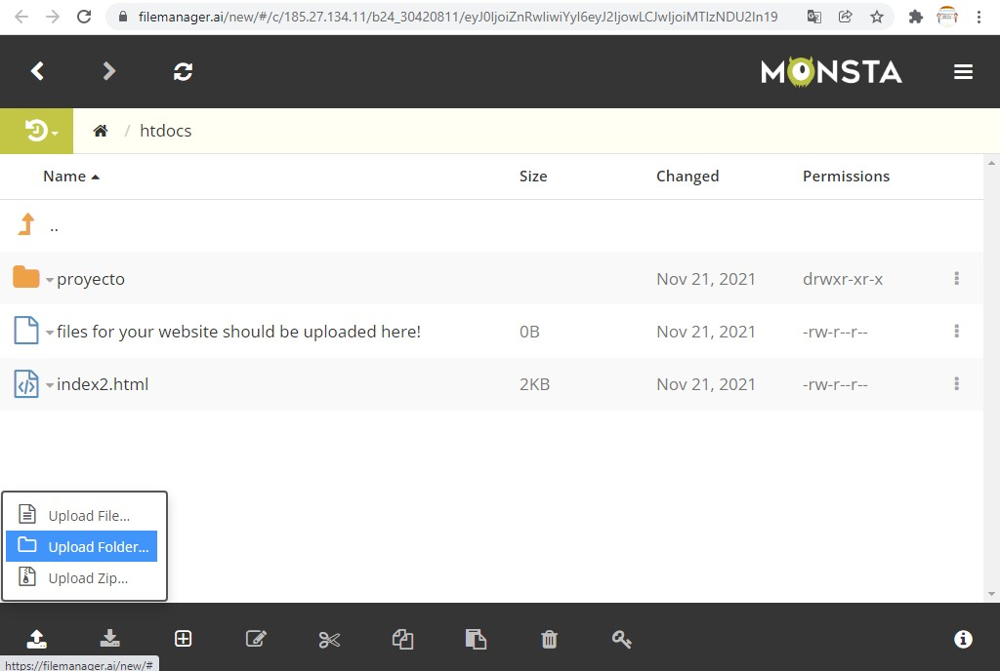 filemanager.ai/new/#/c/185.27.134.11/b24_30420811/eyJ0IjoiZnRwIiwiYyI6eyJ2IjowLCJwIjoiMTIzNDU2In19
MONSTA
/ htdocs
Name Size Changed Permissions
..
proyecto Nov 21, 2021 drwxr-xr-x
files for your website should be uploaded here! 0B Nov 21, 2021 -rw-r--r--
index2.html 2KB Nov 21, 2021 -rw-r--r--
Upload File...
Upload Folder...
Upload Zip...
https://filemanager.ai/new/#